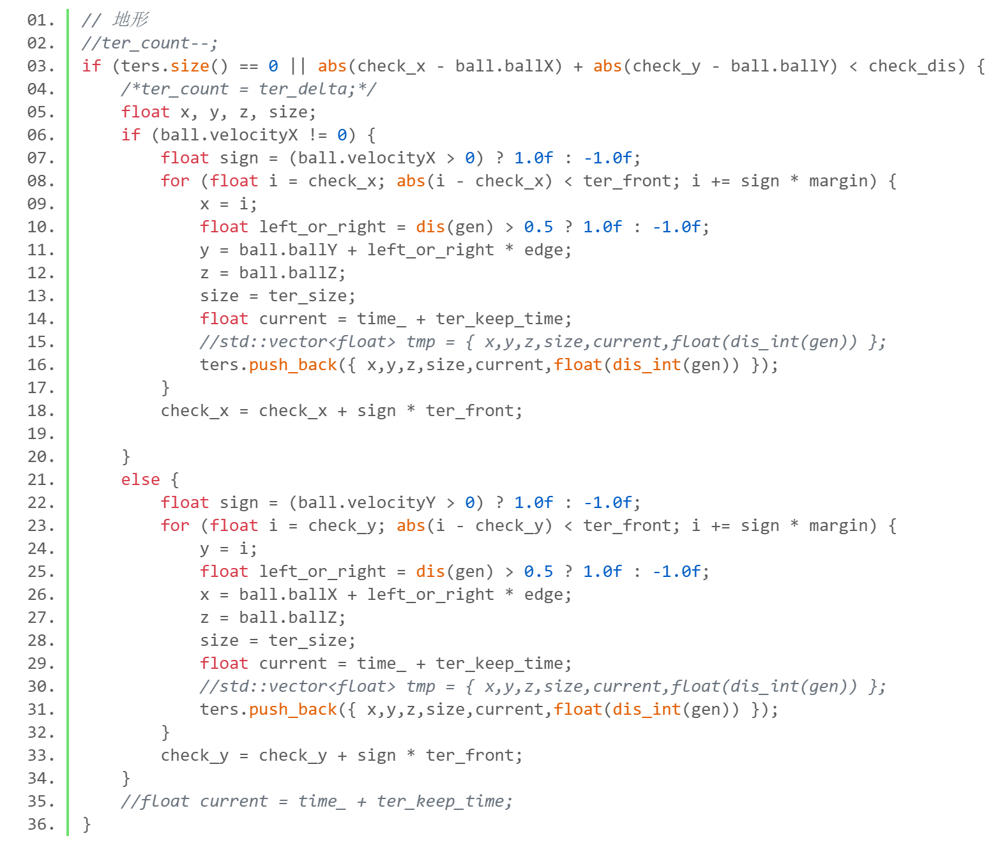 01. // 地形
02. //ter_count--;
03. if (ters.size() == 0 || abs(check_x - ball.ballX) + abs(check_y - ball.ballY) < check_dis) {
04.     /*ter_count = ter_delta;*/
05.     float x, y, z, size;
06.     if (ball.velocityX != 0) {
07.         float sign = (ball.velocityX > 0) ? 1.0f : -1.0f;
08.         for (float i = check_x; abs(i - check_x) < ter_front; i += sign * margin) {
09.             x = i;
10.             float left_or_right = dis(gen) > 0.5 ? 1.0f : -1.0f;
11.             y = ball.ballY + left_or_right * edge;
12.             z = ball.ballZ;
13.             size = ter_size;
14.             float current = time_ + ter_keep_time;
15.             //std::vector<float> tmp = { x,y,z,size,current,float(dis_int(gen)) };
16.             ters.push_back({ x,y,z,size,current,float(dis_int(gen)) });
17.         }
18.         check_x = check_x + sign * ter_front;
19.
20.     }
21.     else {
22.         float sign = (ball.velocityY > 0) ? 1.0f : -1.0f;
23.         for (float i = check_y; abs(i - check_y) < ter_front; i += sign * margin) {
24.             y = i;
25.             float left_or_right = dis(gen) > 0.5 ? 1.0f : -1.0f;
26.             x = ball.ballX + left_or_right * edge;
27.             z = ball.ballZ;
28.             size = ter_size;
29.             float current = time_ + ter_keep_time;
30.             //std::vector<float> tmp = { x,y,z,size,current,float(dis_int(gen)) };
31.             ters.push_back({ x,y,z,size,current,float(dis_int(gen)) });
32.         }
33.         check_y = check_y + sign * ter_front;
34.     }
35.     //float current = time_ + ter_keep_time;
36. }